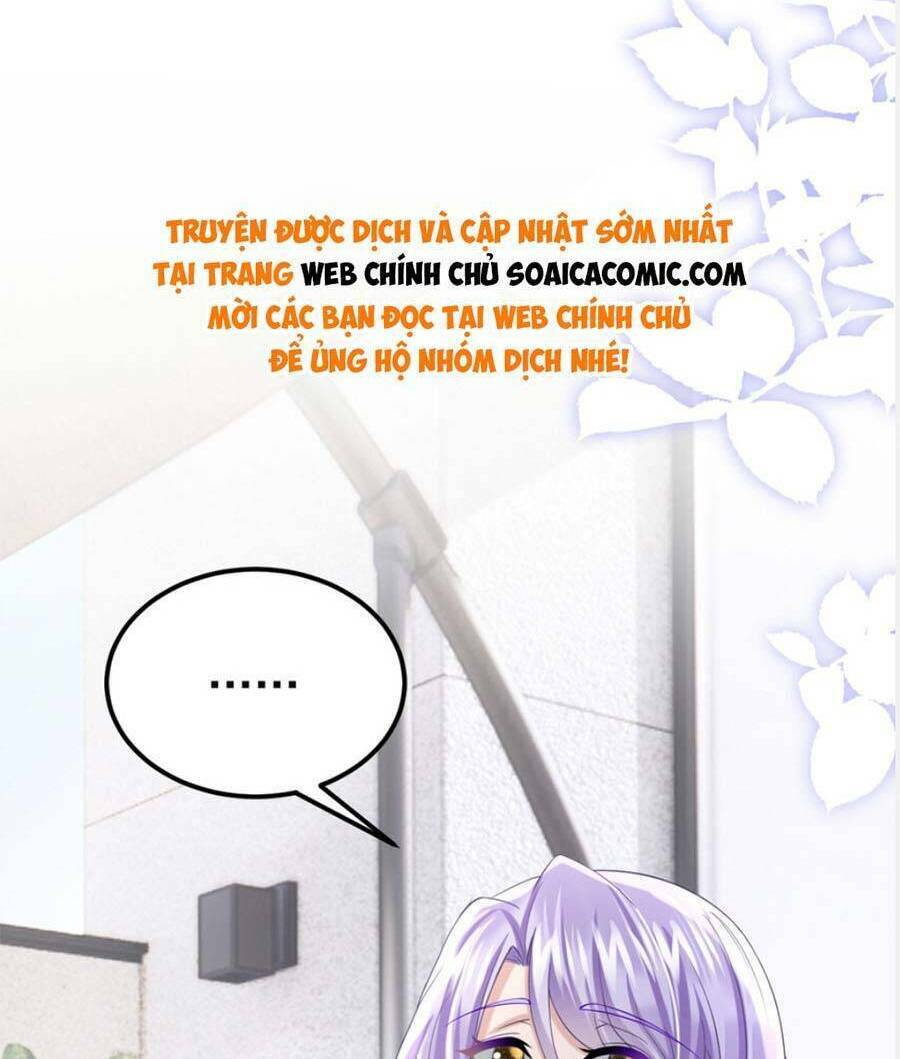 TRUYỆN ĐƯỢC DỊCH VÀ CẬP NHẬT SỚM NHẤT
TẠI TRANG WEB CHÍNH CHỦ SOAICACOMIC.COM
MỜI CÁC BẠN ĐỌC TẠI WEB CHÍNH CHỦ
ĐỂ ỦNG HỘ NHÓM DỊCH NHÉ!
......